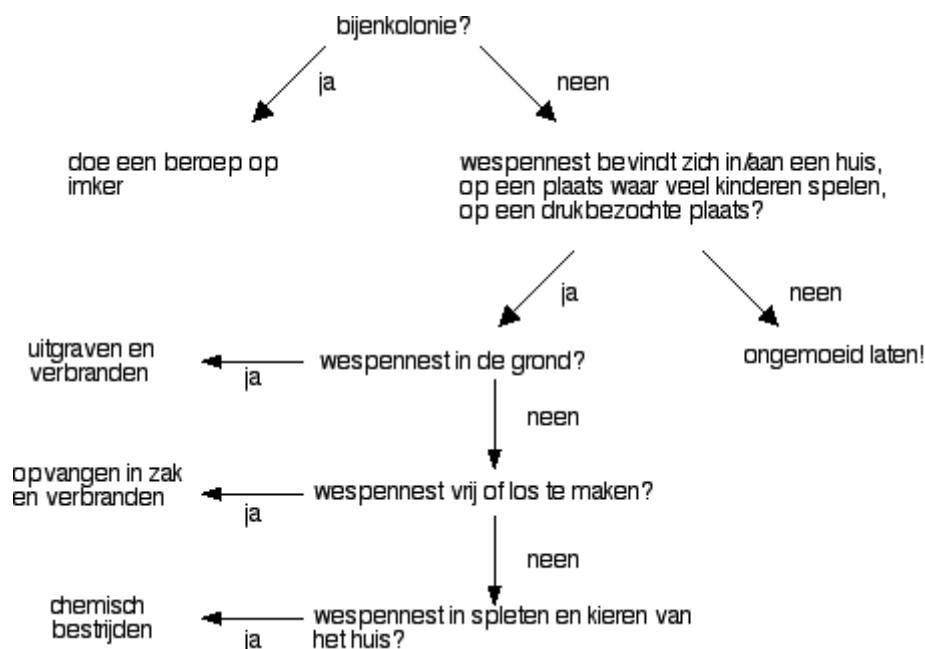 bijenkolonie?
ja
neen
doe een beroep op
imker
wespennest bevindt zich in/aan een huis,
op een plaats waar veel kinderen spelen,
op een drukbezochte plaats?
ja
neen
uitgraven en
verbranden
ja
wespennest in de grond?
ongemoeid laten!
neen
opvangen in zak
en verbranden
ja
wespennest vrij of los te maken?
neen
chemisch
bestrijden
ja
wespennest in spleten en kieren van
het huis?